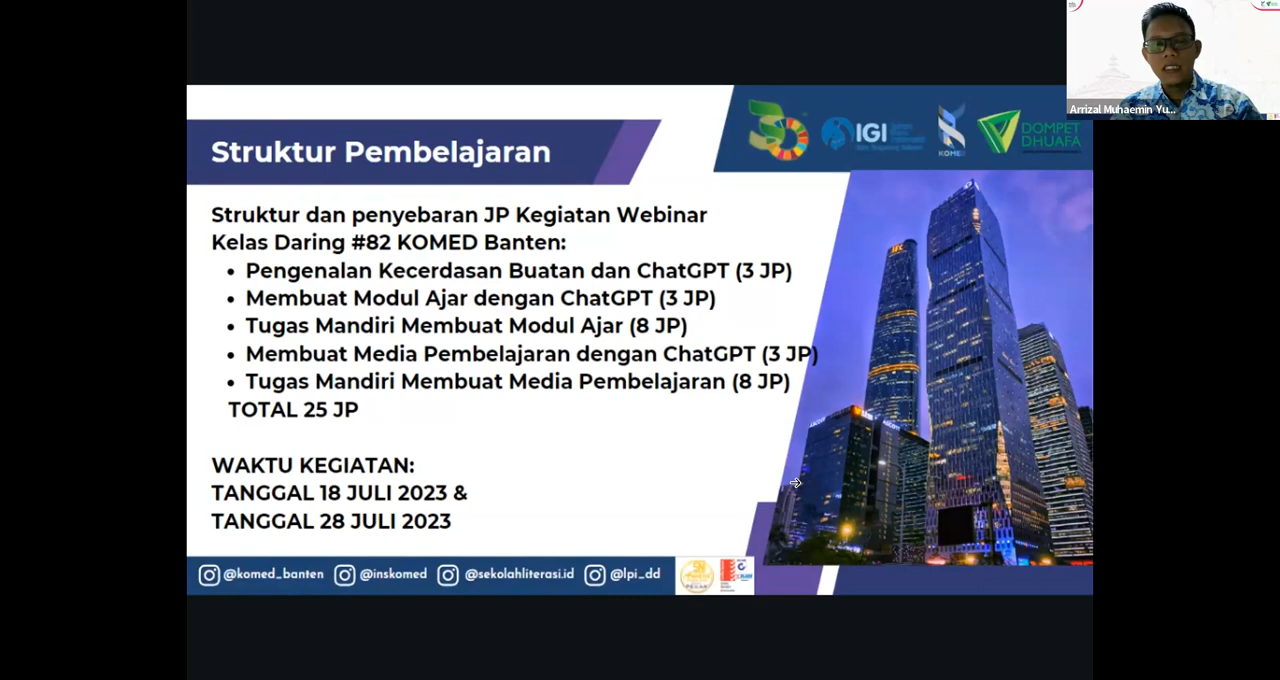 Arrizal Muhaemin Yu...
Struktur Pembelajaran
IGI
KOMED
DOMPET
DHUAFA
Struktur dan penyebaran JP Kegiatan Webinar
Kelas Daring #82 KOMED Banten:
• Pengenalan Kecerdasan Buatan dan ChatGPT (3 JP)
• Membuat Modul Ajar dengan ChatGPT (3 JP)
• Tugas Mandiri Membuat Modul Ajar (8 JP)
• Membuat Media Pembelajaran dengan ChatGPT (3 JP)
• Tugas Mandiri Membuat Media Pembelajaran (8 JP)
TOTAL 25 JP
WAKTU KEGIATAN:
TANGGAL 18 JULI 2023 &
TANGGAL 28 JULI 2023
@komed_banten @inskomed @sekolahliterasi.id @lpi_dd